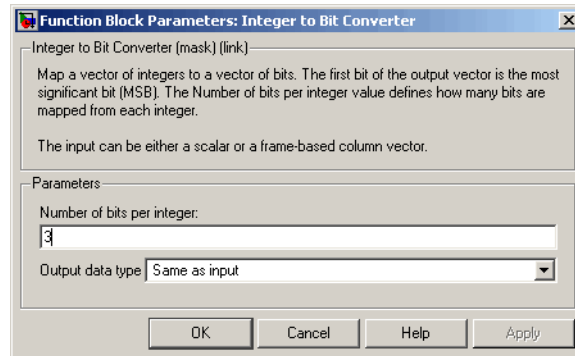 Function Block Parameters: Integer to Bit Converter
Integer to Bit Converter (mask) (link)
Map a vector of integers to a vector of bits. The first bit of the output vector is the most
significant bit (MSB). The Number of bits per integer value defines how many bits are
mapped from each integer.
The input can be either a scalar or a frame-based column vector.
Parameters
Number of bits per integer:
3
Output data type Same as input
OK Cancel Help Apply